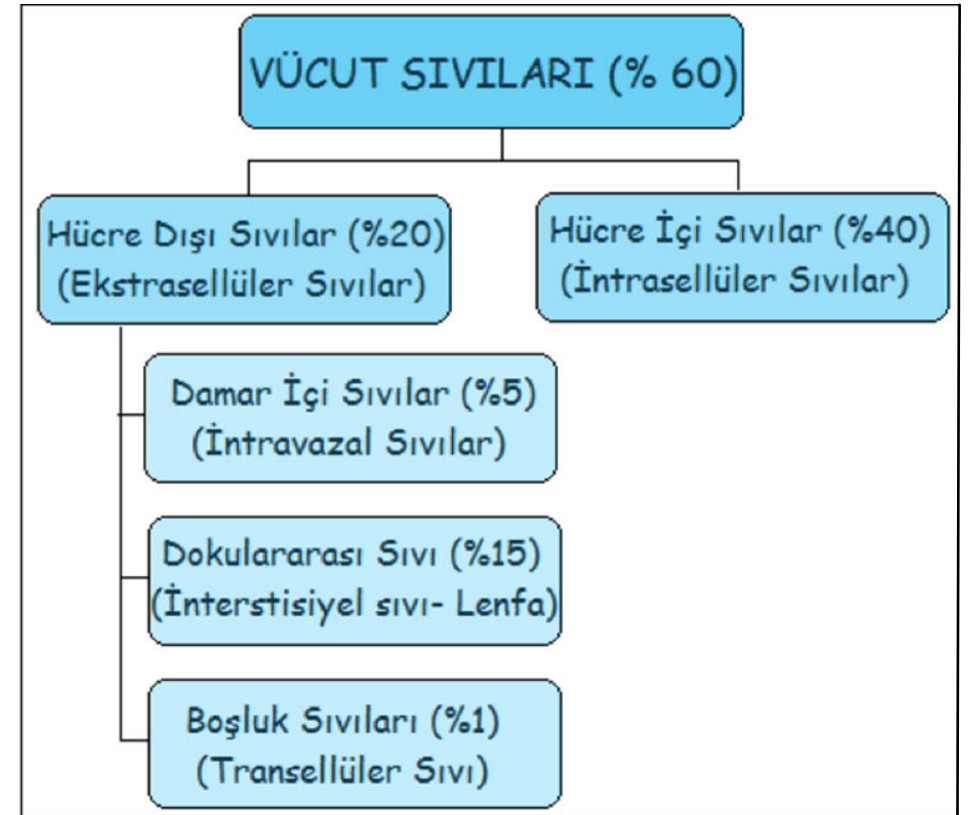 VÜCUT SIVILARI (% 60)
Hücre Dışı Sıvılar (%20)
(Ekstrasellüler Sıvılar)
Hücre İçi Sıvılar (%40)
(İntrasellüler Sıvılar)
Damar İçi Sıvılar (%5)
(İntravazal Sıvılar)
Dokulararası Sıvı (%15)
(İnterstisiyel sıvı- Lenfa)
Boşluk Sıvıları (%1)
(Transellüler Sıvı)